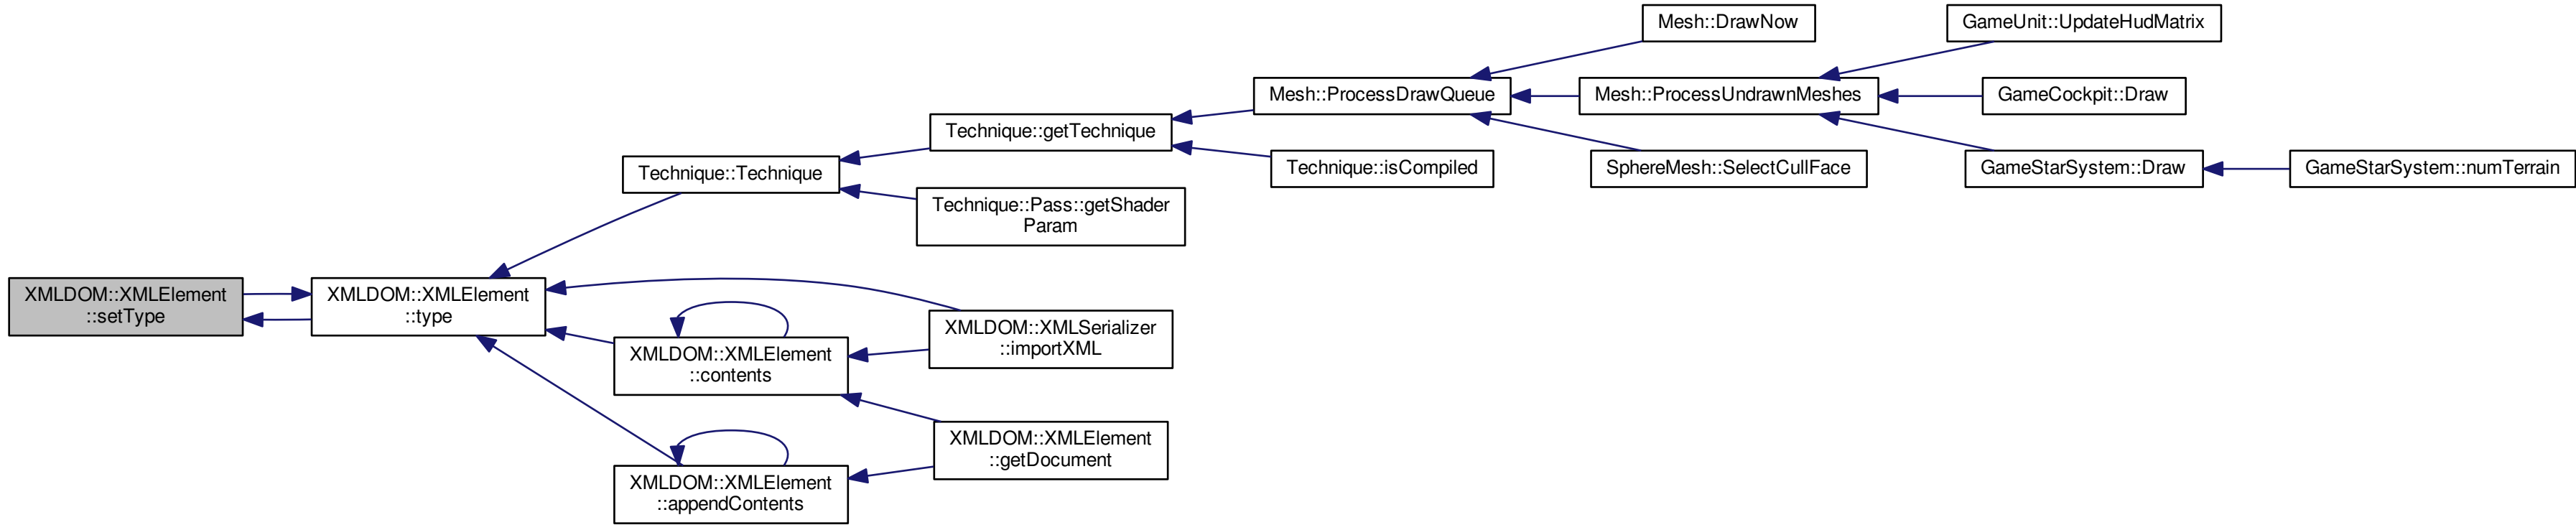 Mesh::DrawNow
GameUnit::UpdateHudMatrix
Mesh::ProcessDrawQueue
Mesh::ProcessUndrawnMeshes
GameCockpit::Draw
Technique::getTechnique
Technique::Technique
Technique::isCompiled
SphereMesh::SelectCullFace
GameStarSystem::Draw
GameStarSystem::numTerrain
Technique::Pass::getShader
Param
XMLDOM::XMLElement
::setType
XMLDOM::XMLElement
::type
XMLDOM::XMLSerializer
::importXML
XMLDOM::XMLElement
::contents
XMLDOM::XMLElement
::getDocument
XMLDOM::XMLElement
::appendContents